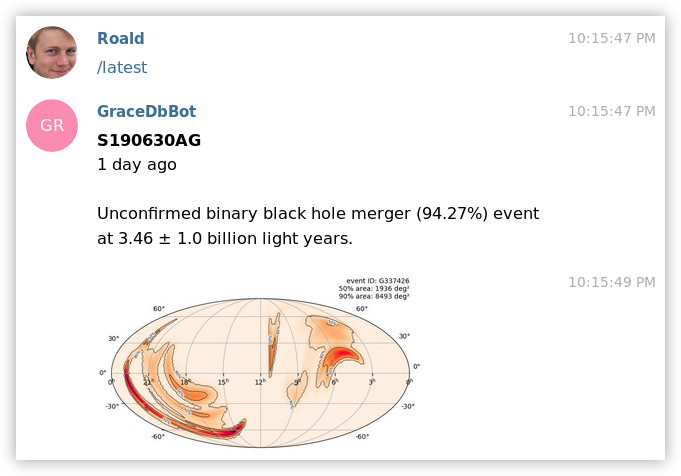 Roald
10:15:47 PM
/latest
GR
GraceDbBot
10:15:47 PM
S190630AG
1 day ago
Unconfirmed binary black hole merger (94.27%) event
at 3.46 ± 1.0 billion light years.
10:15:49 PM
event ID: G337426
50% area: 1936 deg²
90% area: 8493 deg²
60° 60°
30° 30°
0° 0°
0ʰ 21ʰ 18ʰ 15ʰ 12ʰ 9ʰ 6ʰ 3ʰ 0ʰ
-30° -30°
-60° -60°